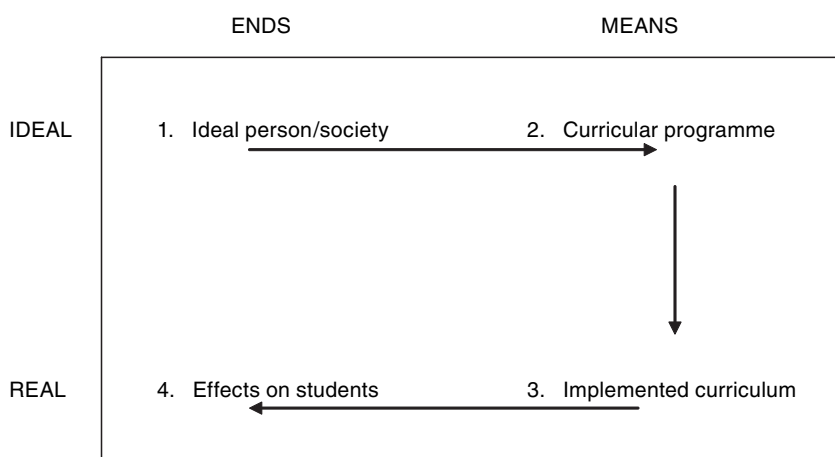 ENDS MEANS
IDEAL 1. Ideal person/society 2. Curricular programme
REAL 4. Effects on students 3. Implemented curriculum